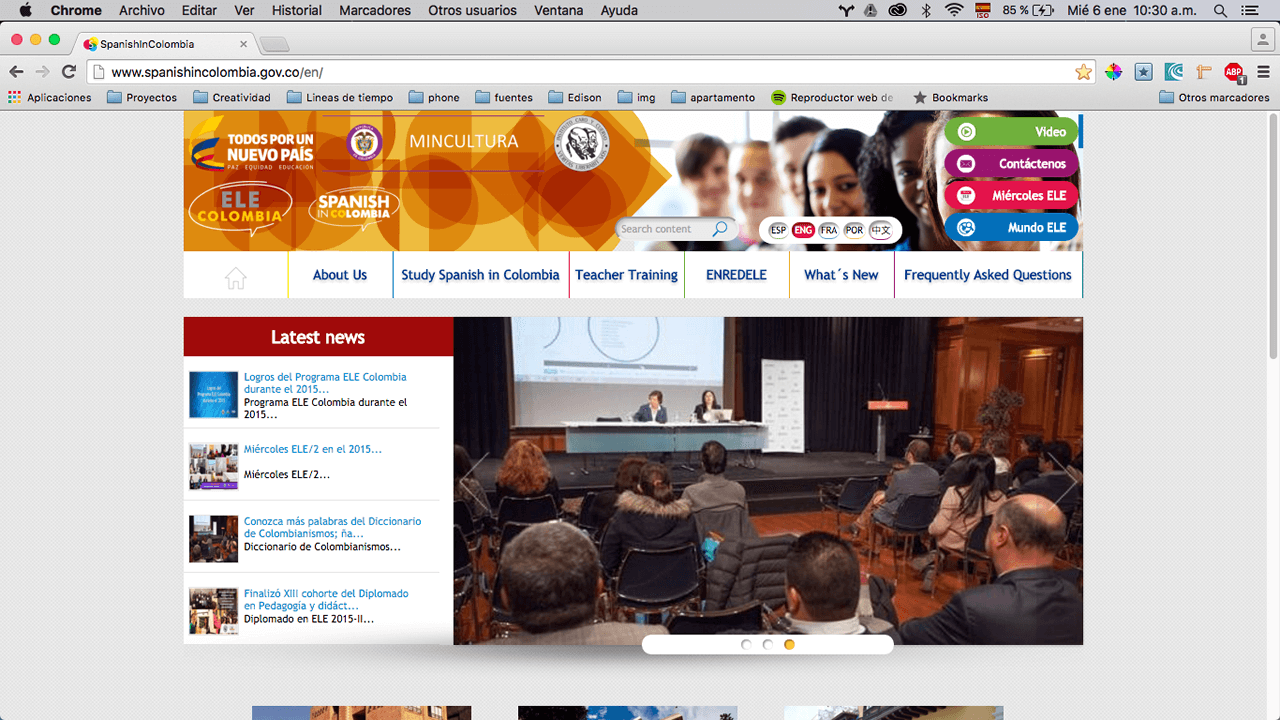 Chrome Archivo Editar Ver Historial Marcadores Otros usuarios Ventana Ayuda
85 % Mié 6 ene 10:30 a.m.
SpanishInColombia
www.spanishincolombia.gov.co/en/
ABP
1
Aplicaciones Proyectos Creatividad Lineas de tiempo phone fuentes Edison img apartamento Reproductor web de Bookmarks Otros marcadores
TODOS POR UN
NUEVO PAÍS
PAZ EQUIDAD EDUCACIÓN
MINCULTURA
ELE
COLOMBIA
SPANISH
IN COLOMBIA
Video
Contáctenos
Miércoles ELE
Mundo ELE
Search content
ESP ENG FRA POR 中文
About Us Study Spanish in Colombia Teacher Training ENREDELE What´s New Frequently Asked Questions
Latest news
Logros del Programa ELE Colombia
durante el 2015...
Programa ELE Colombia durante el
2015...
Miércoles ELE/2 en el 2015...
Miércoles ELE/2...
Conozca más palabras del Diccionario
de Colombianismos; ña...
Diccionario de Colombianismos...
Finalizó XIII cohorte del Diplomado
en Pedagogía y didáct...
Diplomado en ELE 2015-II...